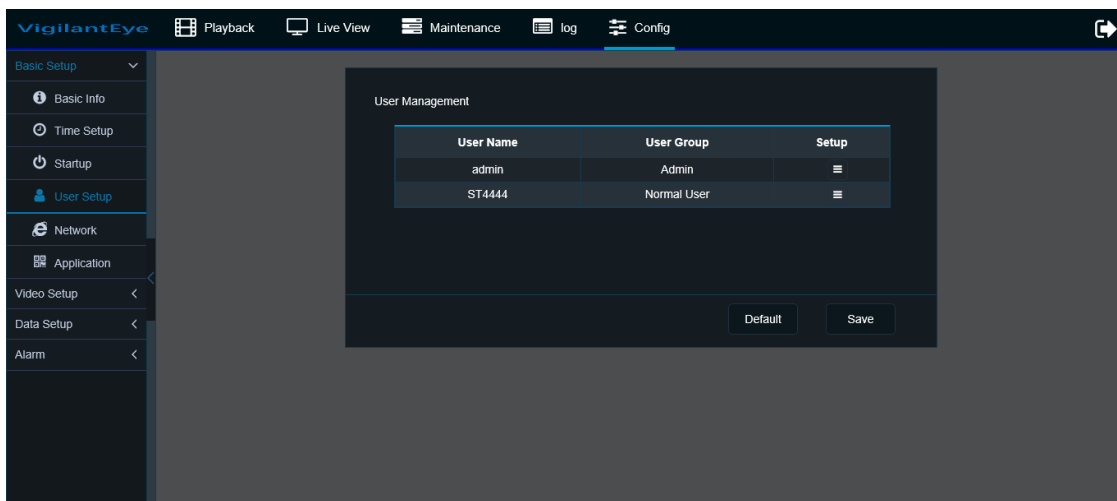 VigilantEye Playback Live View Maintenance log Config
Basic Setup
Basic Info
Time Setup
Startup
User Setup
Network
Application
Video Setup
Data Setup
Alarm
User Management
User Name User Group Setup
admin Admin
ST4444 Normal User
Default Save